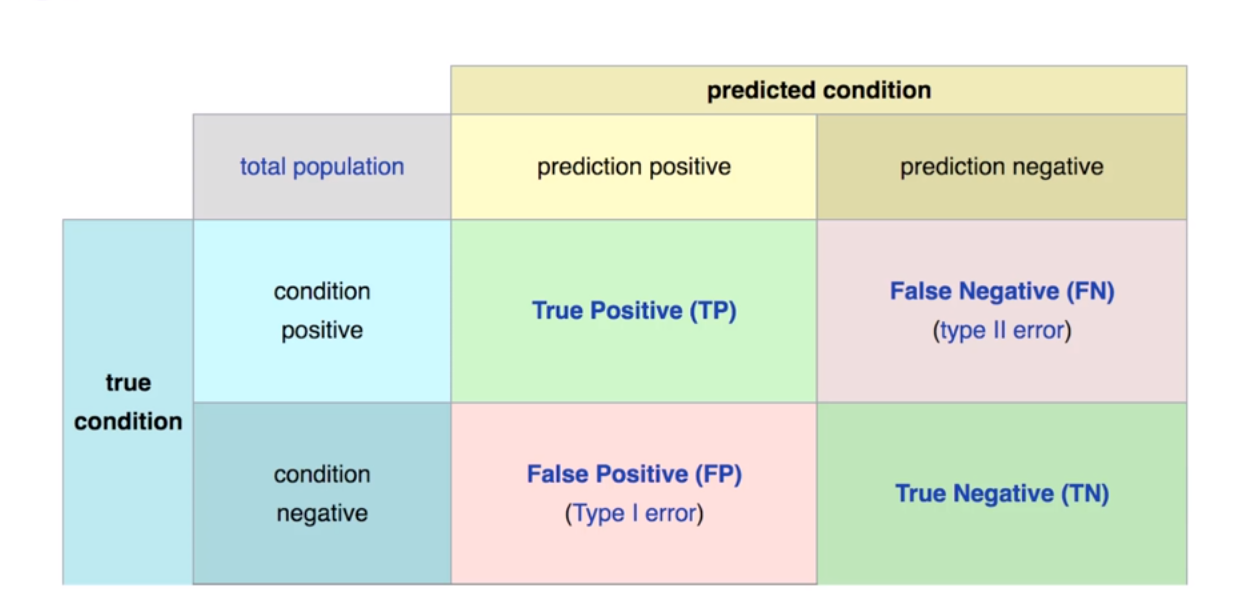 predicted condition
total population
prediction positive
prediction negative
true
condition
condition
positive
True Positive (TP)
False Negative (FN)
(type II error)
condition
negative
False Positive (FP)
(Type I error)
True Negative (TN)